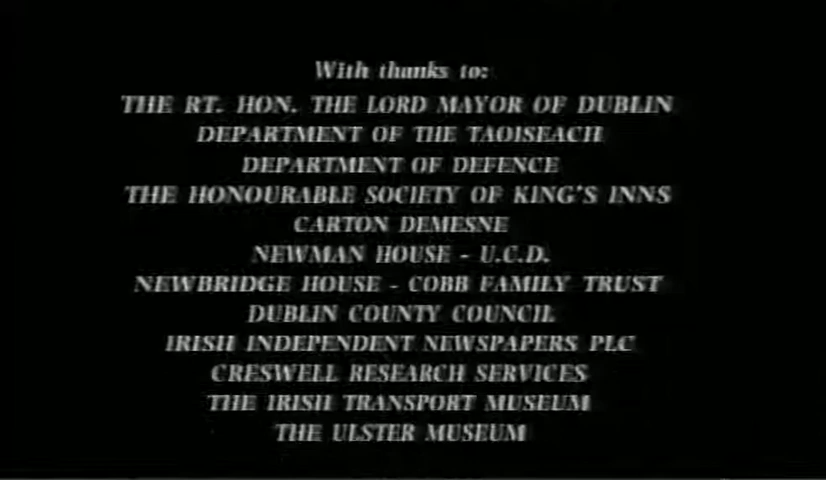 With thanks to:
THE RT. HON. THE LORD MAYOR OF DUBLIN
DEPARTMENT OF THE TAOISEACH
DEPARTMENT OF DEFENCE
THE HONOURABLE SOCIETY OF KING'S INNS
CARTON DEMESNE
NEWMAN HOUSE - U.C.D.
NEWBRIDGE HOUSE - COBB FAMILY TRUST
DUBLIN COUNTY COUNCIL
IRISH INDEPENDENT NEWSPAPERS PLC
CRESWELL RESEARCH SERVICES
THE IRISH TRANSPORT MUSEUM
THE ULSTER MUSEUM